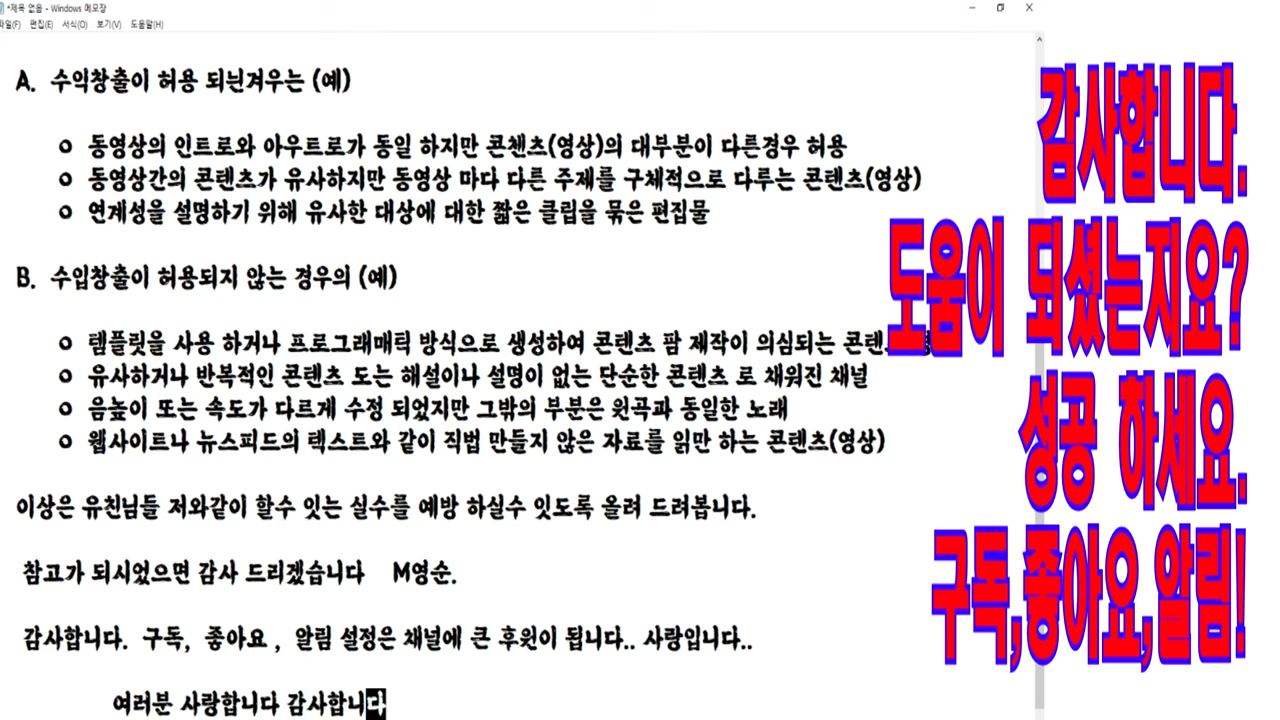 *제목 없음 - Windows 메모장
파일(F) 편집(E) 서식(O) 보기(V) 도움말(H)
A. 수익창출이 허용 되닌겨우는 (예)
동영상의 인트로와 아우트로가 동일 하지만 콘첸츠(영상)의 대부분이 다른경우 허용
동영상간의 콘텐츠가 유사하지만 동영상 마다 다른 주재를 구체적으로 다루는 콘텐츠(영상)
연계성을 설명하기 위해 유사한 대상에 대한 짧은 클립을 묶은 편집물
B. 수입창출이 허용되지 않는 경우의 (예)
템플릿을 사용 하거나 프로그래매틱 방식으로 생성하여 콘텐츠 팜 제작이 의심되는 콘텐
유사하거나 반복적인 콘텐츠 도는 해설이나 설명이 없는 단순한 콘텐츠 로 채워진 채널
음높이 또는 속도가 다르게 수정 되었지만 그밖의 부분은 원곡과 동일한 노래
웹사이트나 뉴스피드의 텍스트와 같이 직법 만들지 않은 자료를 읽만 하는 콘텐츠(영상)
이상은 유친님들 저와같이 할수 잇는 실수를 예방 하실수 잇도록 올려 드려봅니다.
참고가 되시었으면 감사 드리겠습니다 M영순.
감사합니다. 구독, 좋아요 , 알림 설정은 채널에 큰 후원이 됩니다.. 사랑입니다..
여러분 사랑합니다 감사합니다
감사합니다.
도움이 되셨는지요?
성공 하세요.
구독,좋아요,알림!